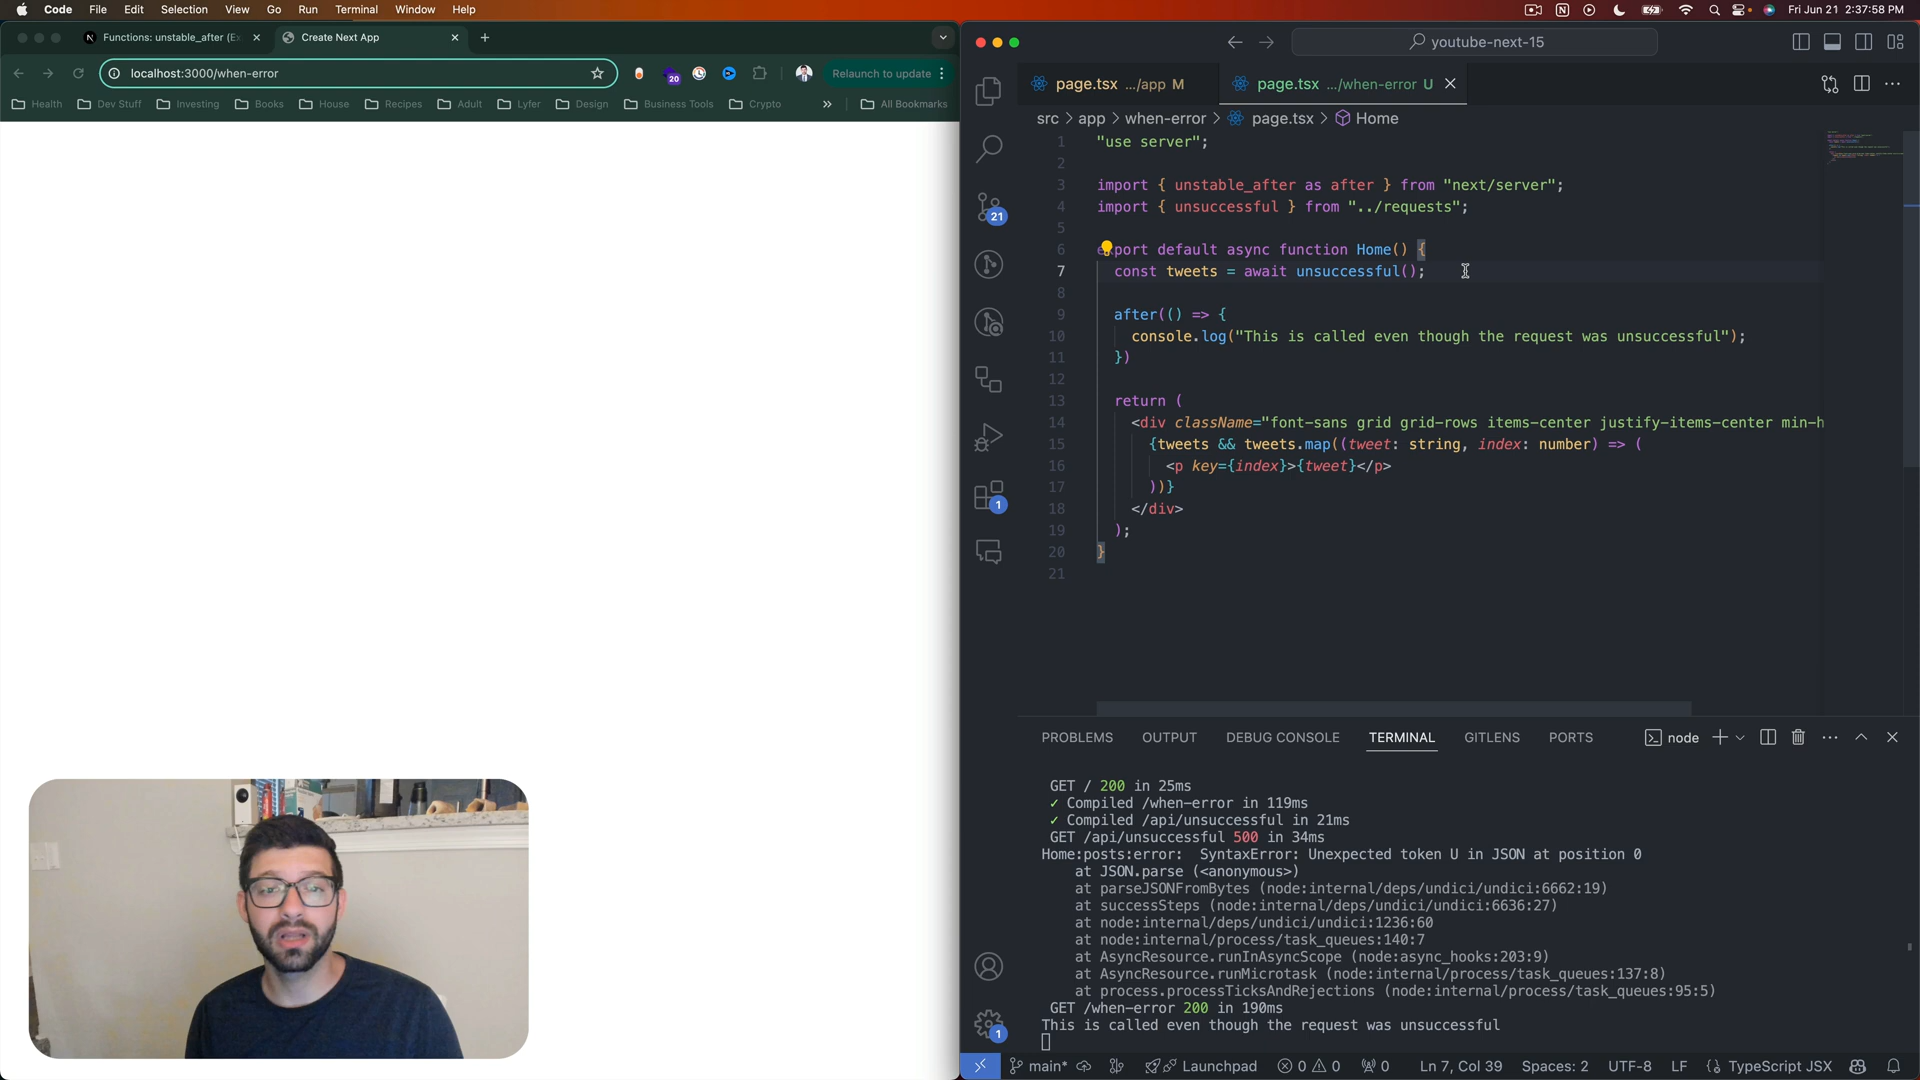 Code File Edit Selection View Go Run Terminal Window Help
Fri Jun 21 2:37:58 PM
Functions: unstable_after (E
Create Next App
localhost:3000/when-error
20
Relaunch to update
Health Dev Stuff Investing Books House Recipes Adult Lyfer Design Business Tools Crypto » All Bookmarks
youtube-next-15
page.tsx .../app M
page.tsx .../when-error U
src > app > when-error > page.tsx > Home
1 "use server";
2
3 import { unstable_after as after } from "next/server";
4 import { unsuccessful } from "../requests";
5
6 export default async function Home() {
7 const tweets = await unsuccessful();
8
9 after(() => {
10 console.log("This is called even though the request was unsuccessful");
11 })
12
13 return (
14 <div className="font-sans grid grid-rows items-center justify-items-center min-h
15 {tweets && tweets.map((tweet: string, index: number) => (
16 <p key={index}>{tweet}</p>
17 ))}
18 </div>
19 );
20 }
21
21
1
1
PROBLEMS OUTPUT DEBUG CONSOLE TERMINAL GITLENS PORTS node
GET / 200 in 25ms
✓ Compiled /when-error in 119ms
✓ Compiled /api/unsuccessful in 21ms
GET /api/unsuccessful 500 in 34ms
Home:posts:error: SyntaxError: Unexpected token U in JSON at position 0
at JSON.parse (<anonymous>)
at parseJSONFromBytes (node:internal/deps/undici/undici:6662:19)
at successSteps (node:internal/deps/undici/undici:6636:27)
at node:internal/deps/undici/undici:1236:60
at node:internal/process/task_queues:140:7
at AsyncResource.runInAsyncScope (node:async_hooks:203:9)
at AsyncResource.runMicrotask (node:internal/process/task_queues:137:8)
at process.processTicksAndRejections (node:internal/process/task_queues:95:5)
GET /when-error 200 in 190ms
This is called even though the request was unsuccessful
main* Launchpad 0 0 0 Ln 7, Col 39 Spaces: 2 UTF-8 LF TypeScript JSX